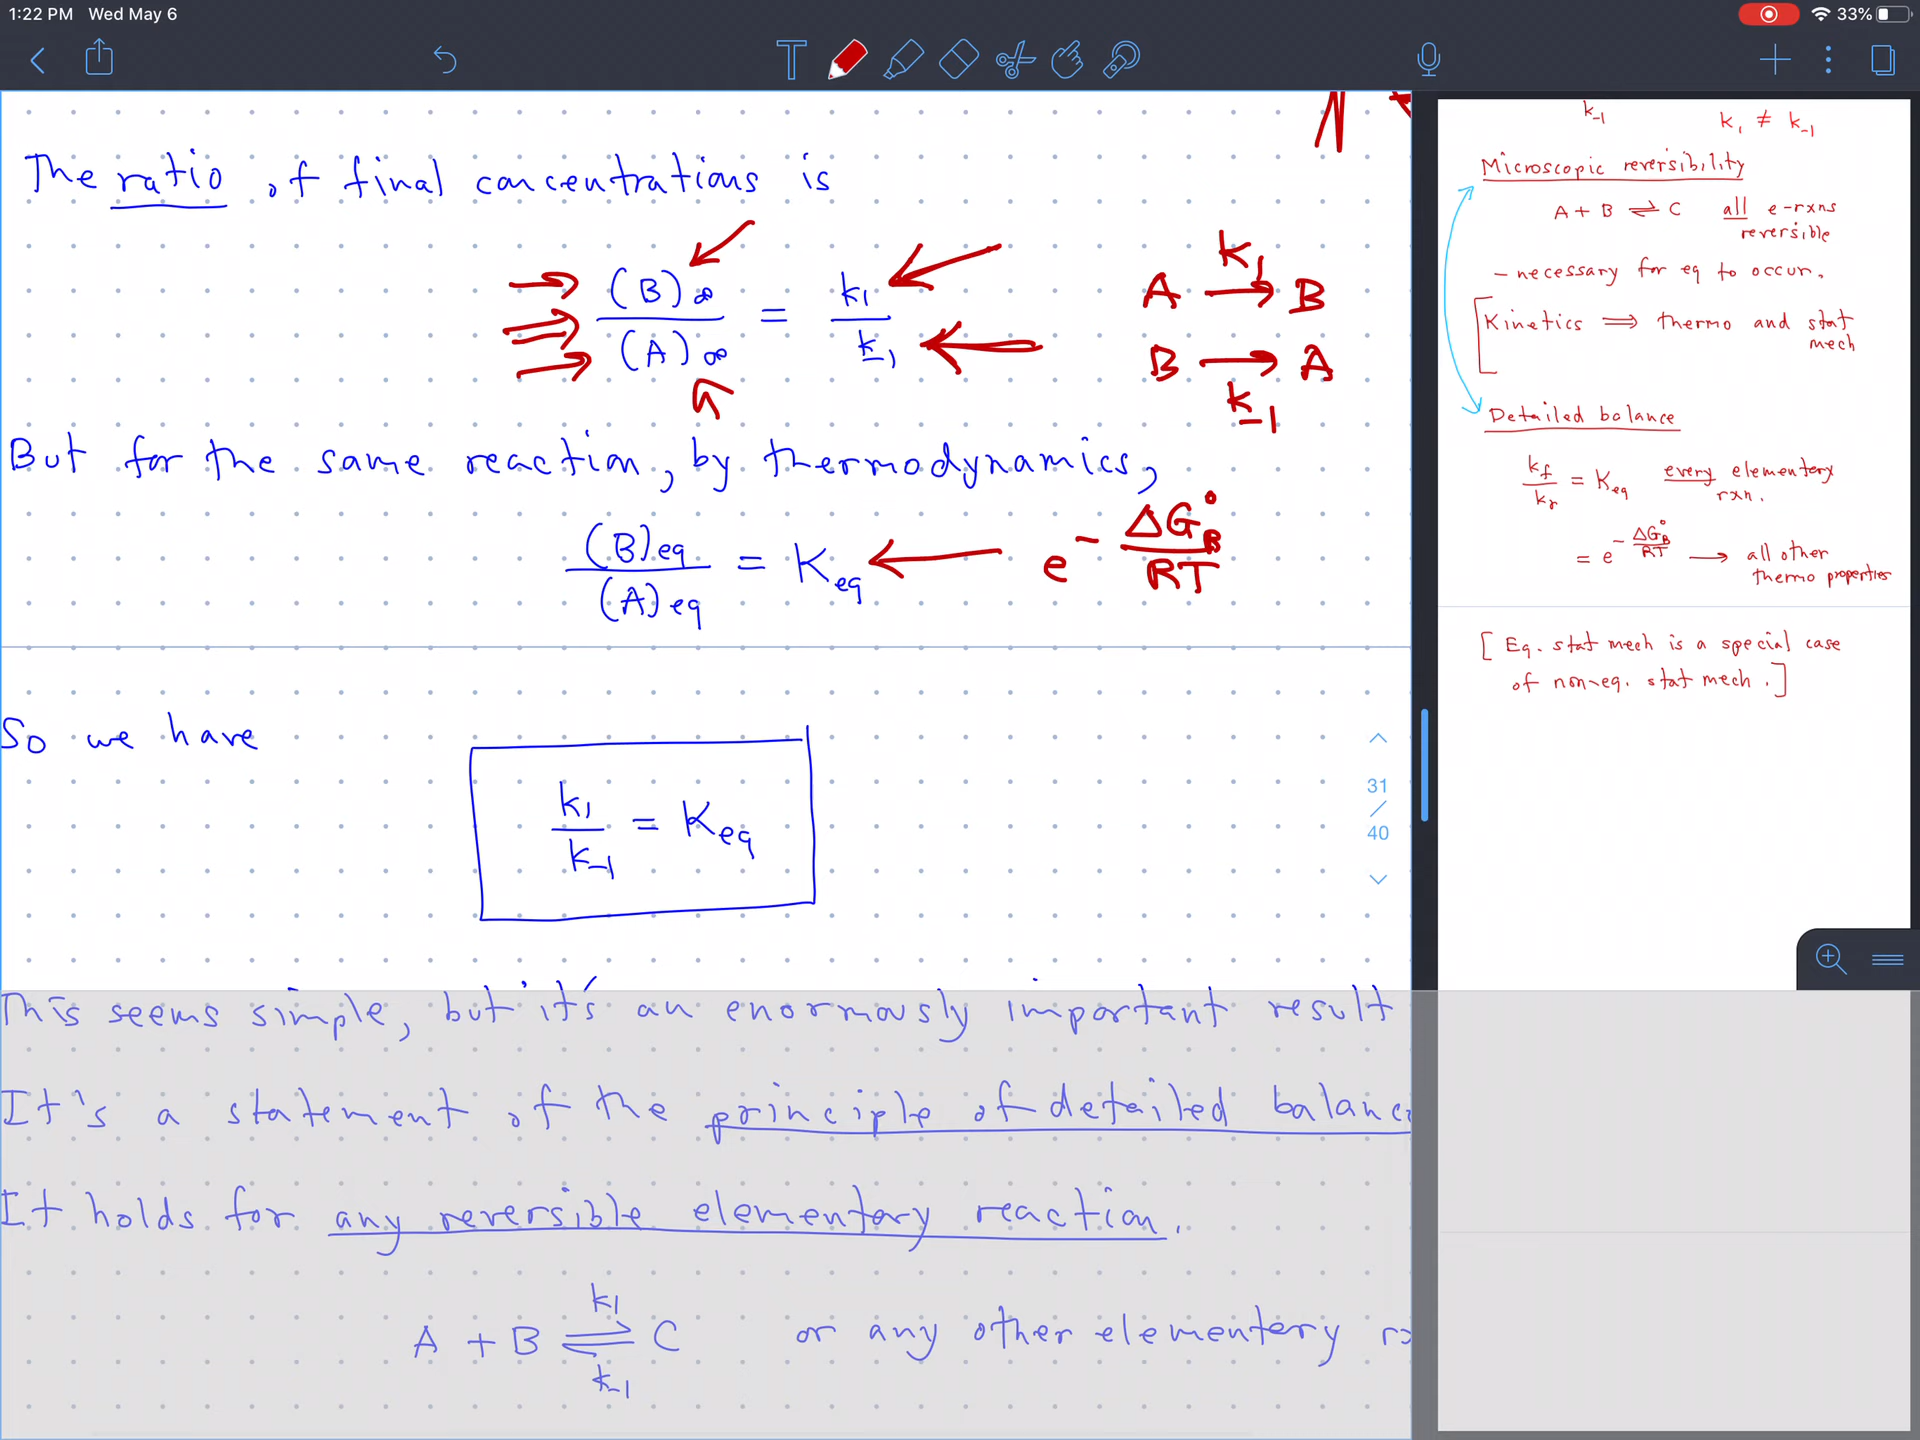 1:22 PM Wed May 6
33%
The ratio of final concentrations is
(B)∞ / (A)∞ = k₁ / k₋₁
A →(k₁) B
B →(k₋₁) A
But for the same reaction, by thermodynamics,
(B)eq / (A)eq = Keq ← e^(-ΔG°R / RT)
So we have
k₁ / k₋₁ = Keq
31
/
40
This seems simple, but it's an enormously important result
It's a statement of the principle of detailed balanc
It holds for any reversible elementary reaction.
A + B ⇌ C or any other elementery
k₁
k₋₁
k₋₁
k₁ ≠ k₋₁
Microscopic reversibility
A + B ⇌ C all e-rxns
reversible
- necessary for eq to occur.
Kinetics ⇒ thermo and stat
mech
Detailed balance
kf / kr = Keq every elementery
rxn.
= e^(-ΔG°R / RT) → all other
thermo properties
[ Eq. stat mech is a special case
of non-eq. stat mech. ]